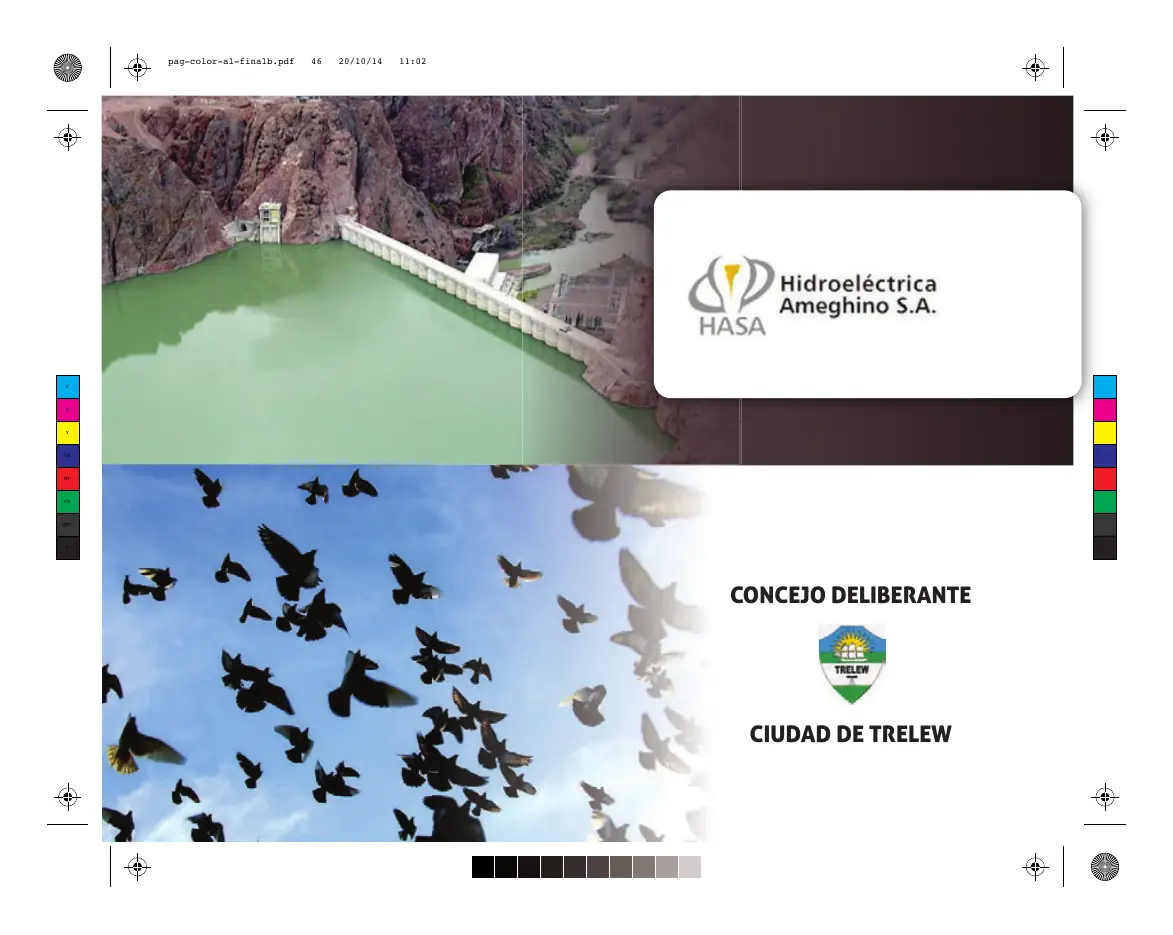 pag-color-al-finalb.pdf 46 20/10/14 11:02
Hidroeléctrica
Ameghino S.A.
HASA
CONCEJO DELIBERANTE
TRELEW
CIUDAD DE TRELEW